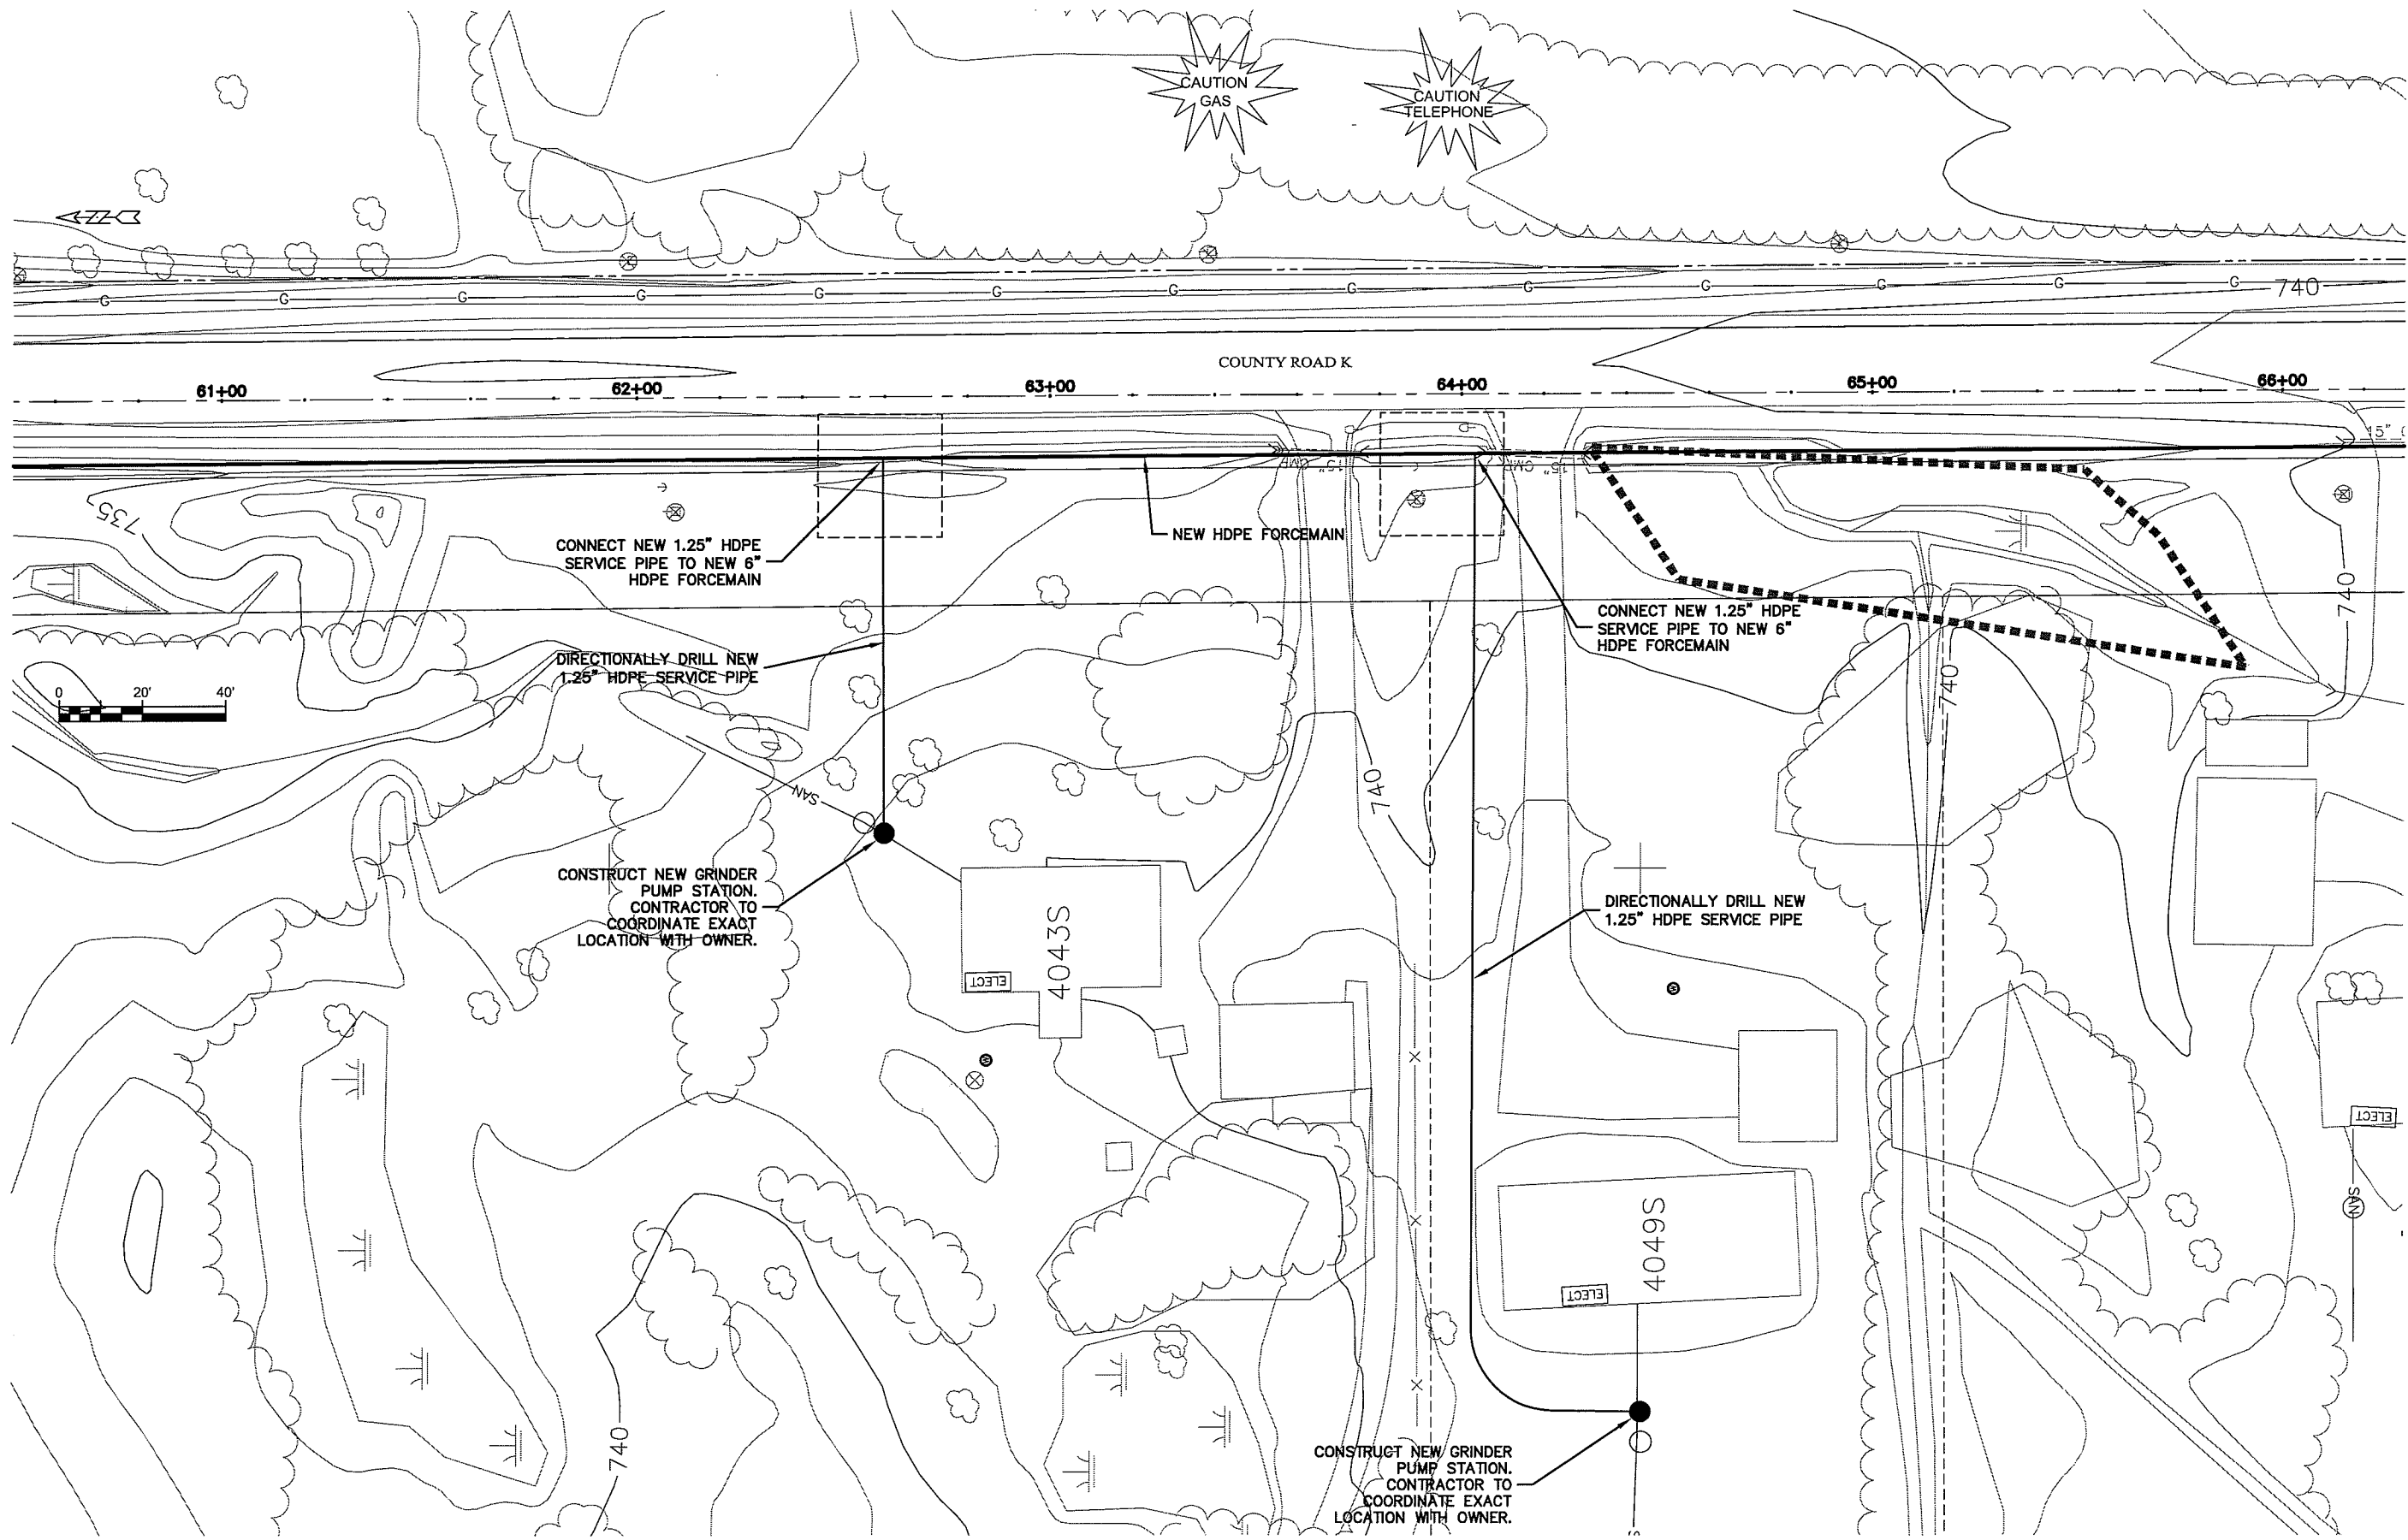 CAUTION
GAS
CAUTION
TELEPHONE
G G G G G G G G G G G G G
740
COUNTY ROAD K
61+00 62+00 63+00 64+00 65+00 66+00
15"
CMP 15"
CMP 15"
735
CONNECT NEW 1.25" HDPE
SERVICE PIPE TO NEW 6"
HDPE FORCEMAIN
NEW HDPE FORCEMAIN
CONNECT NEW 1.25" HDPE
SERVICE PIPE TO NEW 6"
HDPE FORCEMAIN
740
DIRECTIONALLY DRILL NEW
1.25" HDPE SERVICE PIPE
0 20' 40'
740
SAN
740
CONSTRUCT NEW GRINDER
PUMP STATION.
CONTRACTOR TO
COORDINATE EXACT
LOCATION WITH OWNER.
4043S
ELECT
DIRECTIONALLY DRILL NEW
1.25" HDPE SERVICE PIPE
W
W
ELECT
SAN
4049S
ELECT
740
CONSTRUCT NEW GRINDER
PUMP STATION.
CONTRACTOR TO
COORDINATE EXACT
LOCATION WITH OWNER.